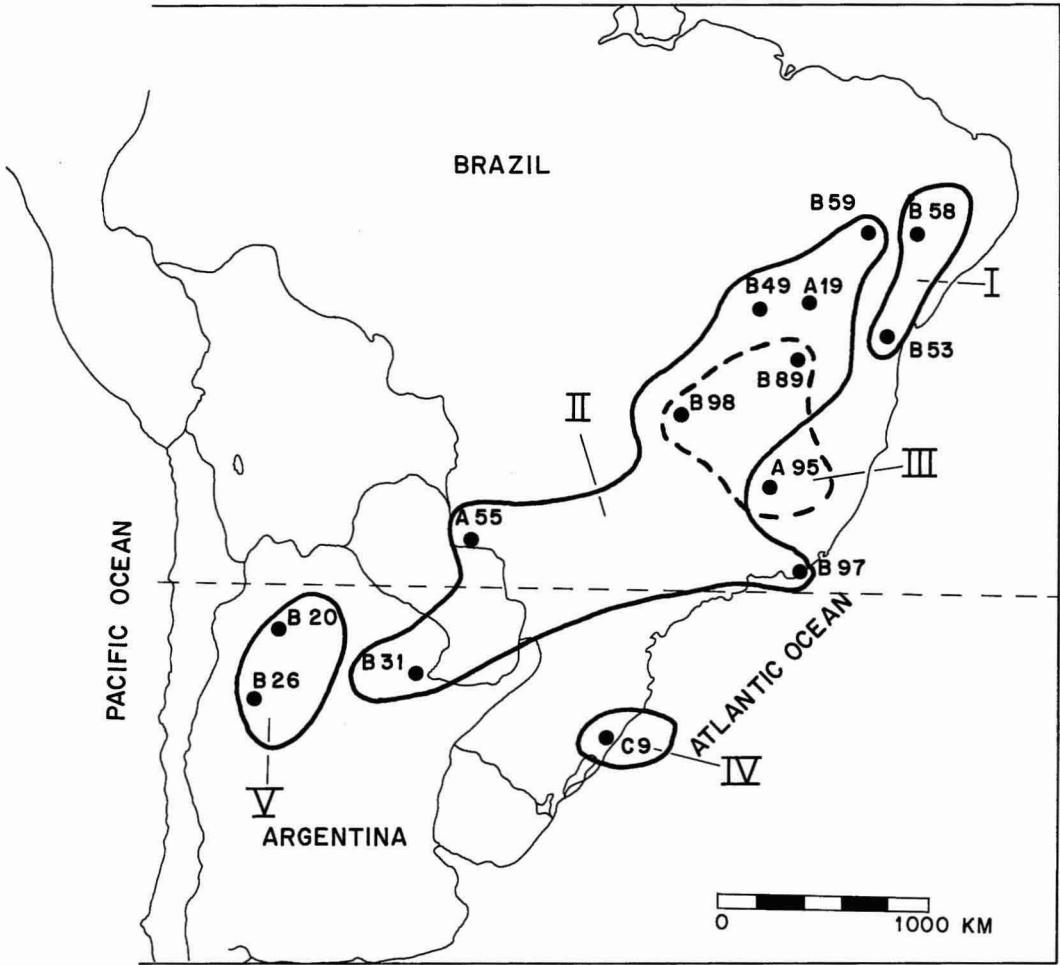 BRAZIL
B59
B58
B49
A19
I
B53
B89
II
B98
III
A95
A55
B97
PACIFIC OCEAN
B20
ATLANTIC OCEAN
B31
B26
C9
IV
V
ARGENTINA
0
1000 KM